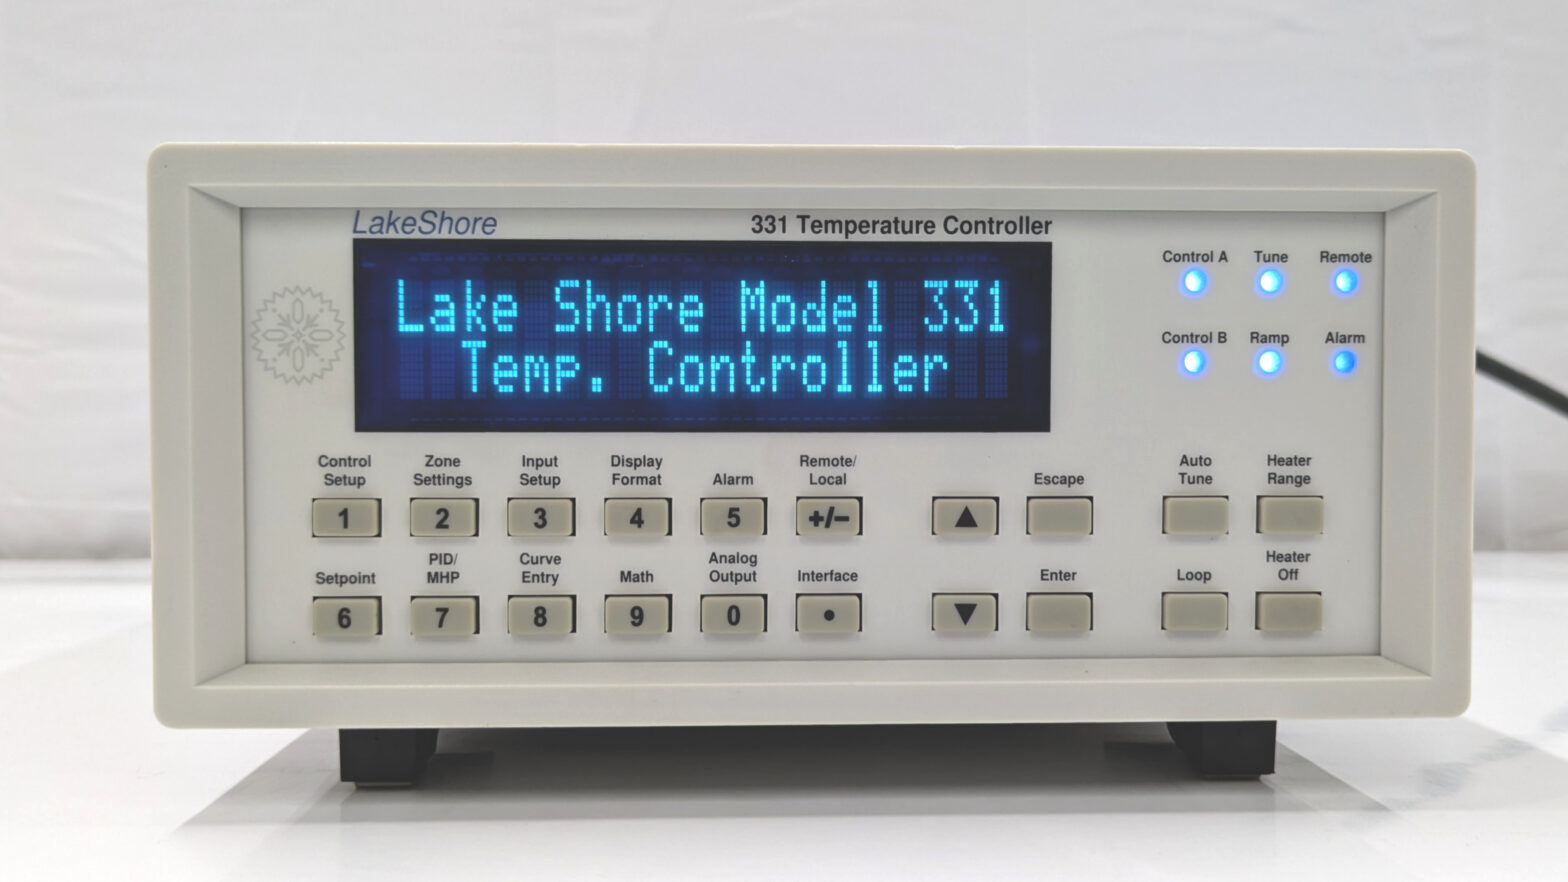 LakeShore
331 Temperature Controller
Lake Shore Model 331
Temp. Controller
Control A
Tune
Remote
Control B
Ramp
Alarm
Control
Setup
1
Zone
Settings
2
Input
Setup
3
Display
Format
4
Alarm
5
Remote/
Local
+/−
▲
Escape
Auto
Tune
Heater
Range
Setpoint
6
PID/
MHP
7
Curve
Entry
8
Math
9
Analog
Output
0
Interface
•
▼
Enter
Loop
Heater
Off